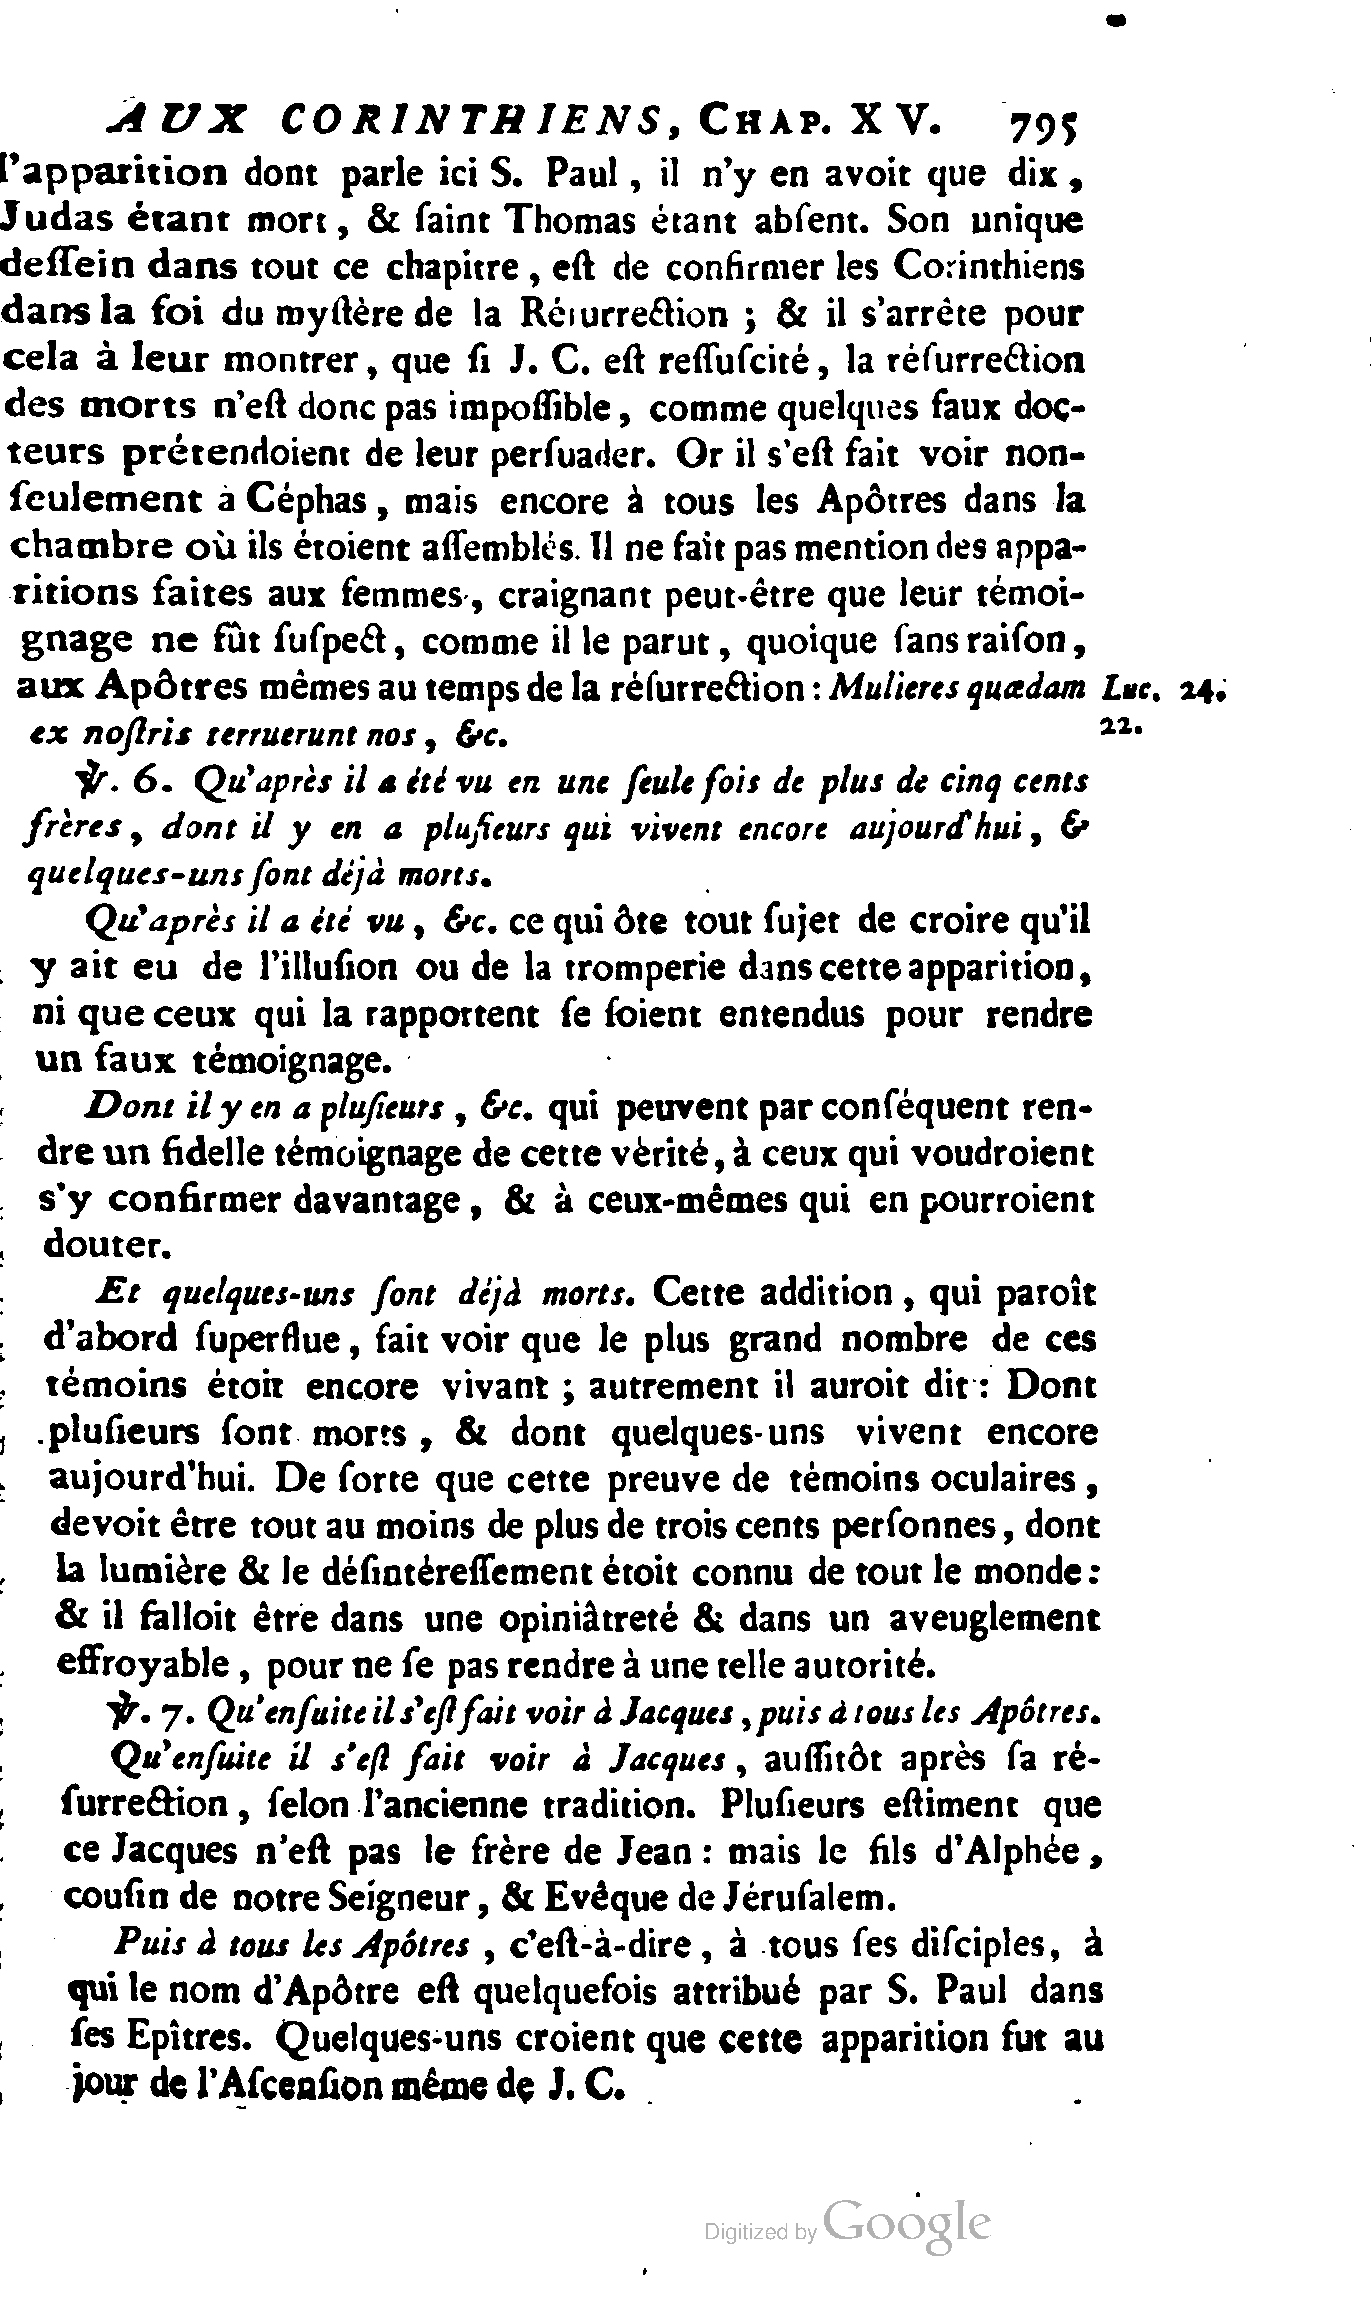 AUX CORINTHIENS, CHAP. XV. 795
l'apparition dont parle ici S. Paul, il n'y en avoit que dix,
Judas étant mort, & ſaint Thomas étant abſent. Son unique
deſſein dans tout ce chapitre, eſt de confirmer les Corinthiens
dans la foi du myſtère de la Réſurrection ; & il s'arrête pour
cela à leur montrer, que ſi J. C. eſt reſſuſcité, la réſurrection
des morts n'eſt donc pas impoſſible, comme quelques faux doc-
teurs prétendoient de leur perſuader. Or il s'eſt fait voir non-
ſeulement à Céphas, mais encore à tous les Apôtres dans la
chambre où ils étoient aſſemblés. Il ne fait pas mention des appa-
ritions faites aux femmes, craignant peut-être que leur témoi-
gnage ne fût ſuſpect, comme il le parut, quoique ſans raiſon,
aux Apôtres mêmes au temps de la réſurrection : Mulieres quædam Luc. 24.
ex noſtris terruerunt nos, &c. 22.
℣. 6. Qu'après il a été vu en une ſeule fois de plus de cinq cents
frères, dont il y en a pluſieurs qui vivent encore aujourd'hui, &
quelques-uns ſont déjà morts.
Qu'après il a été vu, &c. ce qui ôte tout ſujet de croire qu'il
y ait eu de l'illuſion ou de la tromperie dans cette apparition,
ni que ceux qui la rapportent ſe ſoient entendus pour rendre
un faux témoignage.
Dont il y en a pluſieurs, &c. qui peuvent par conſéquent ren-
dre un fidelle témoignage de cette vérité, à ceux qui voudroient
s'y confirmer davantage, & à ceux-mêmes qui en pourroient
douter.
Et quelques-uns ſont déjà morts. Cette addition, qui paroît
d'abord ſuperflue, fait voir que le plus grand nombre de ces
témoins étoit encore vivant ; autrement il auroit dit : Dont
pluſieurs ſont morts, & dont quelques-uns vivent encore
aujourd'hui. De ſorte que cette preuve de témoins oculaires,
devoit être tout au moins de plus de trois cents perſonnes, dont
la lumière & le déſintéreſſement étoit connu de tout le monde :
& il falloit être dans une opiniâtreté & dans un aveuglement
effroyable, pour ne ſe pas rendre à une telle autorité.
℣. 7. Qu'enſuite il s'eſt fait voir à Jacques, puis à tous les Apôtres.
Qu'enſuite il s'eſt fait voir à Jacques, auſſitôt après ſa ré-
ſurrection, ſelon l'ancienne tradition. Pluſieurs eſtiment que
ce Jacques n'eſt pas le frère de Jean : mais le fils d'Alphée,
couſin de notre Seigneur, & Evêque de Jéruſalem.
Puis à tous les Apôtres, c'eſt-à-dire, à tous ſes diſciples, à
qui le nom d'Apôtre eſt quelquefois attribué par S. Paul dans
ſes Epîtres. Quelques-uns croient que cette apparition fut au
jour de l'Aſcenſion même de J. C.
Digitized by Google